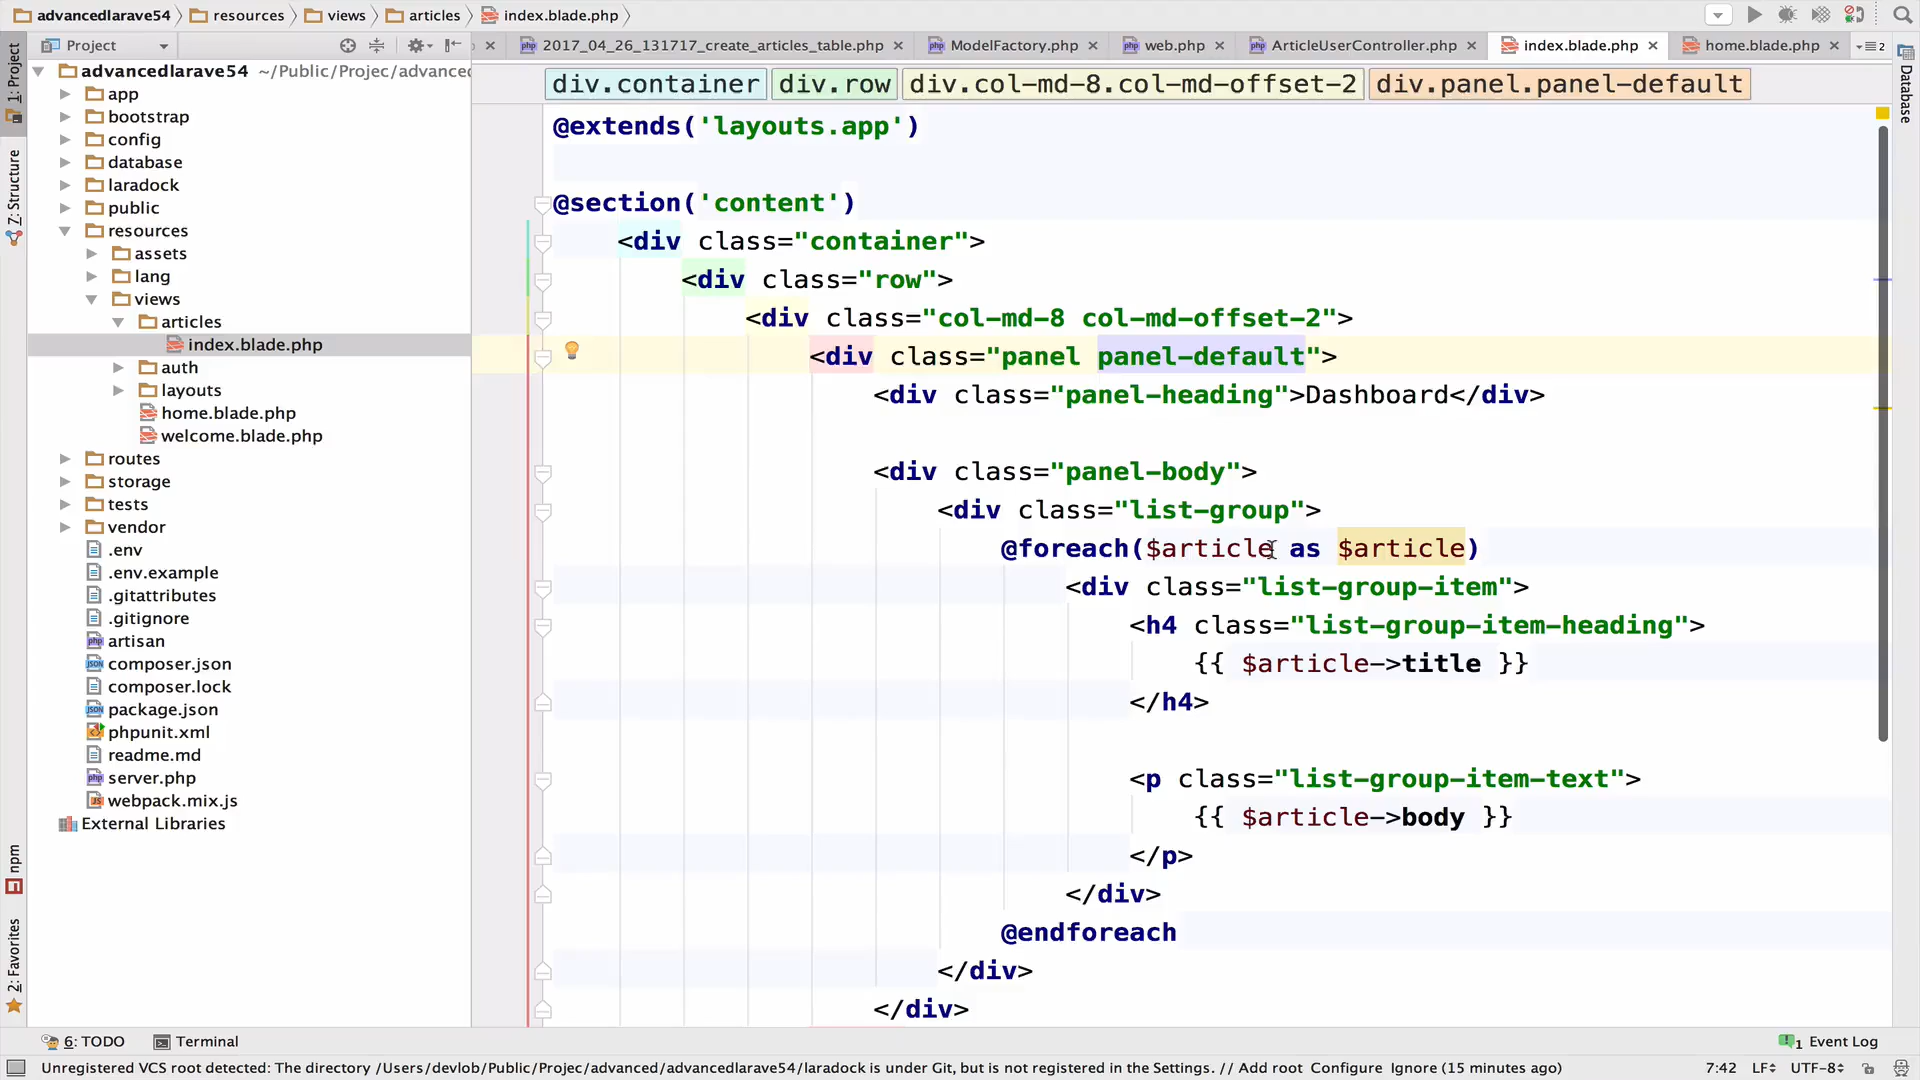 advancedlarave54 resources views articles index.blade.php
Project
2017_04_26_131717_create_articles_table.php ModelFactory.php web.php ArticleUserController.php index.blade.php home.blade.php 2
advancedlarave54 ~/Public/Projec/advanced
app
bootstrap
config
database
laradock
public
resources
assets
lang
views
articles
index.blade.php
auth
layouts
home.blade.php
welcome.blade.php
routes
storage
tests
vendor
.env
.env.example
.gitattributes
.gitignore
artisan
composer.json
composer.lock
package.json
phpunit.xml
readme.md
server.php
webpack.mix.js
External Libraries
1: Project
7: Structure
npm
2: Favorites
Database
div.container div.row div.col-md-8.col-md-offset-2 div.panel.panel-default
@extends('layouts.app')
@section('content')
<div class="container">
<div class="row">
<div class="col-md-8 col-md-offset-2">
<div class="panel panel-default">
<div class="panel-heading">Dashboard</div>
<div class="panel-body">
<div class="list-group">
@foreach($article as $article)
<div class="list-group-item">
<h4 class="list-group-item-heading">
{{ $article->title }}
</h4>
<p class="list-group-item-text">
{{ $article->body }}
</p>
</div>
@endforeach
</div>
</div>
6: TODO Terminal 1 Event Log
Unregistered VCS root detected: The directory /Users/devlob/Public/Projec/advanced/advancedlarave54/laradock is under Git, but is not registered in the Settings. // Add root Configure Ignore (15 minutes ago) 7:42 LF UTF-8